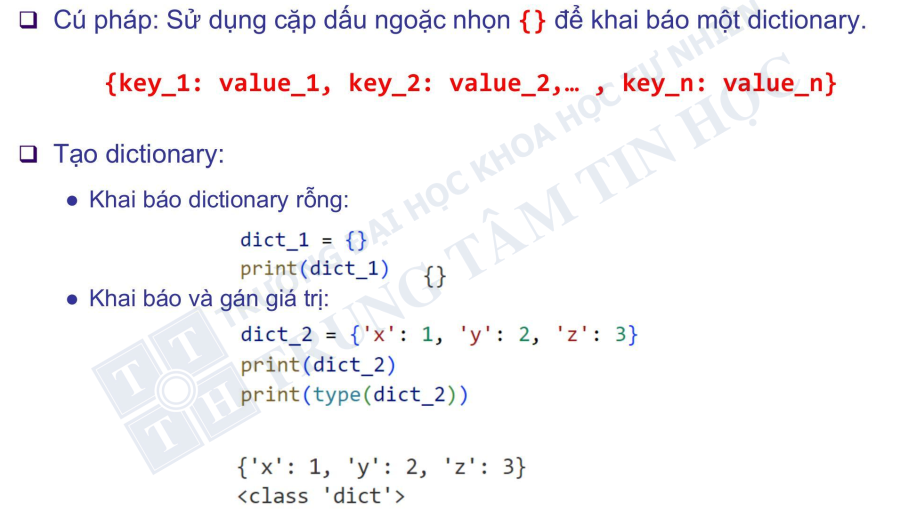 ❑ Cú pháp: Sử dụng cặp dấu ngoặc nhọn {} để khai báo một dictionary.
{key_1: value_1, key_2: value_2,… , key_n: value_n}
❑ Tạo dictionary:
● Khai báo dictionary rỗng:
dict_1 = {}
print(dict_1) {}
● Khai báo và gán giá trị:
dict_2 = {'x': 1, 'y': 2, 'z': 3}
print(dict_2)
print(type(dict_2))
{'x': 1, 'y': 2, 'z': 3}
<class 'dict'>
TRƯỜNG ĐẠI HỌC KHOA HỌC TỰ NHIÊN
TRUNG TÂM TIN HỌC
T T
T H